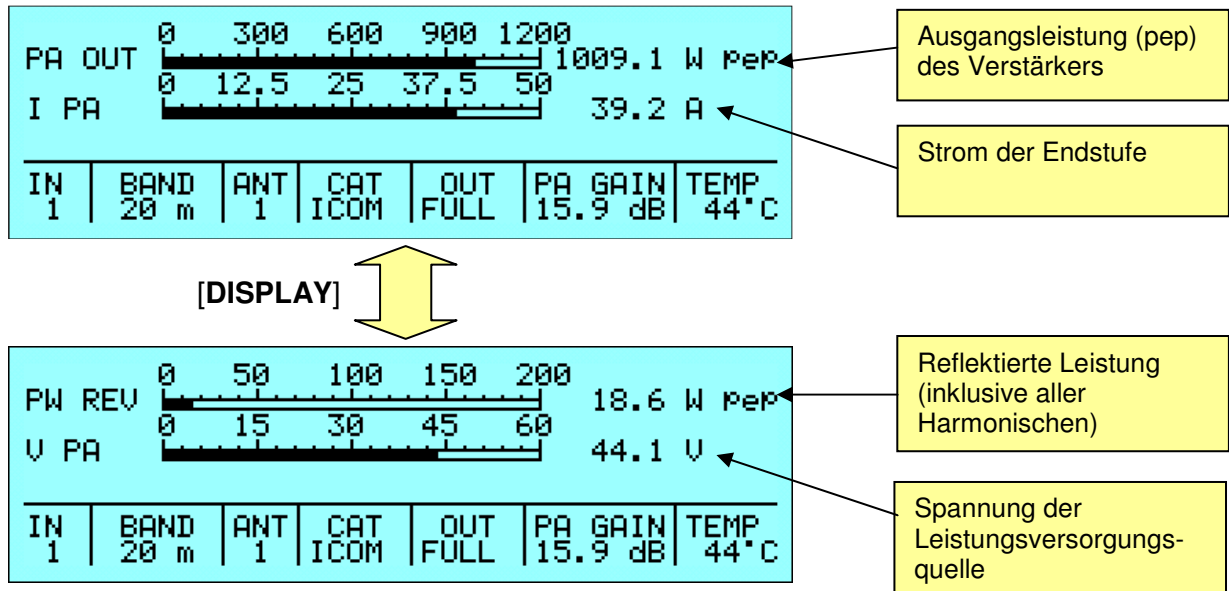 0 300 600 900 1200
PA OUT 1009.1 W pep
0 12.5 25 37.5 50
I PA 39.2 A
IN BAND ANT CAT OUT PA GAIN TEMP
1 20 m 1 ICOM FULL 15.9 dB 44°C
Ausgangsleistung (pep)
des Verstärkers
Strom der Endstufe
[DISPLAY]
0 50 100 150 200
PW REV 18.6 W pep
0 15 30 45 60
V PA 44.1 V
IN BAND ANT CAT OUT PA GAIN TEMP
1 20 m 1 ICOM FULL 15.9 dB 44°C
Reflektierte Leistung
(inklusive aller
Harmonischen)
Spannung der
Leistungsversorgungs-
quelle